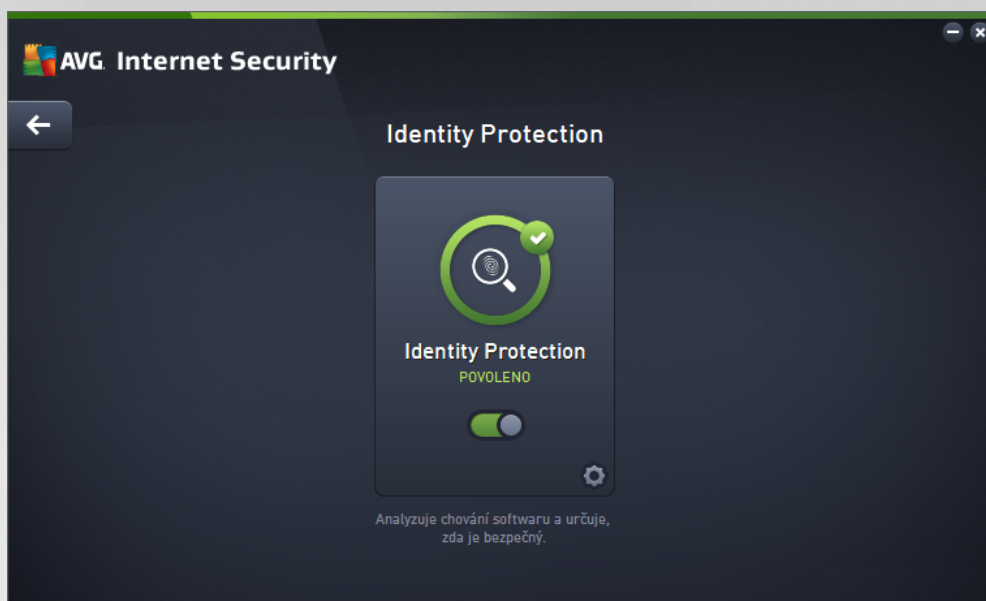 AVG Internet Security
Identity Protection
Identity Protection
POVOLENO
Analyzuje chování softwaru a určuje,
zda je bezpečný.